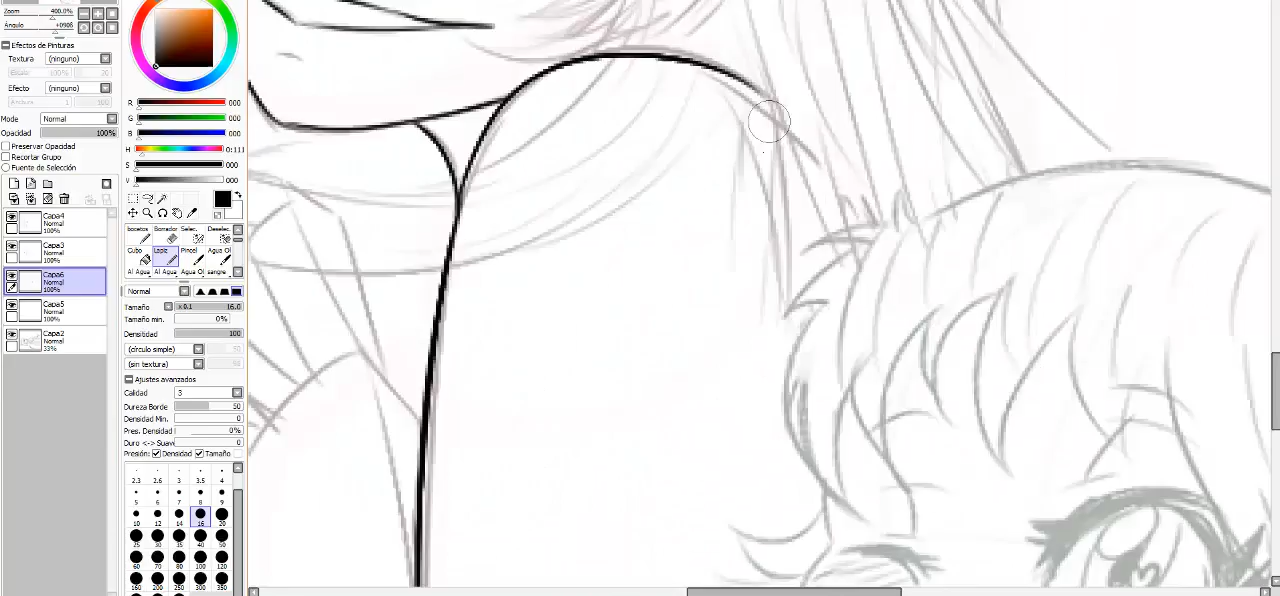 Zoom 400.0%
Ángulo +0906
Efectos de Pinturas
Textura (ninguno)
Efecto (ninguno)
Mode Normal
Opacidad 100%
Preservar Opacidad
Recortar Grupo
Fuente de Selección
Capa4
Normal
100%
Capa3
Normal
100%
Capa6
Normal
100%
Capa5
Normal
100%
Capa2
Normal
33%
R 000
G 000
B 000
H 0:111
S 000
V 000
bocetos Borrador Selec. Deselec.
Cubo Lapiz Pincel Agua Ol
Al Agua Al Agua Agua Ol sangre
Normal
Tamaño x 0.1 16.0
Tamaño min. 0%
Densitidad 100
(círculo simple)
(sin textura)
Ajustes avanzados
Calidad 3
Dureza Borde 50
Densidad Min. 0
Pres. Densidad 0%
Duro <-> Suav 0
Presión: Densidad Tamaño
2.3 2.6 3 3.5 4
5 6 7 8 9
10 12 14 16 20
25 30 35 40 50
60 70 80 100 120
160 200 250 300 350